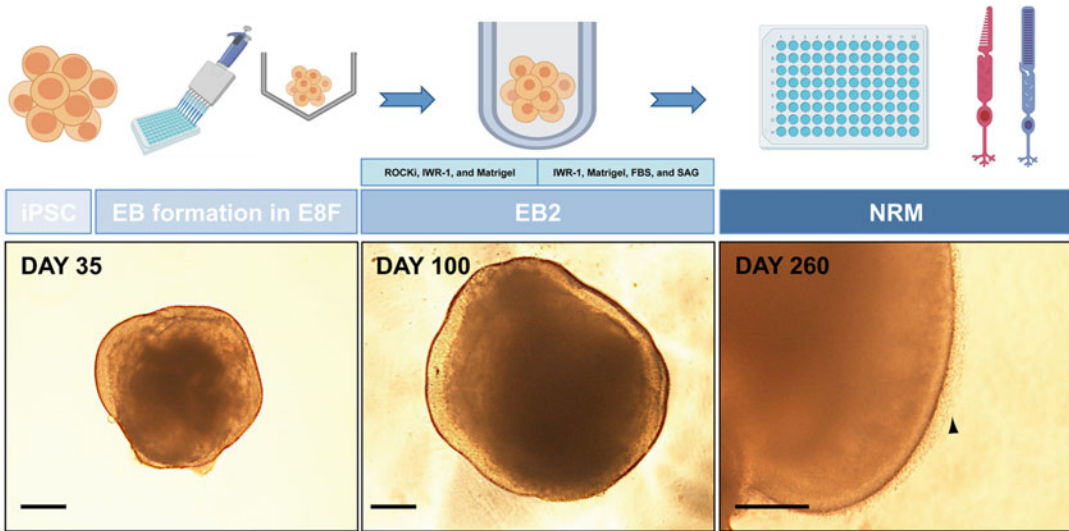 ROCKi, IWR-1, and Matrigel
IWR-1, Matrigel, FBS, and SAG
iPSC
EB formation in E8F
EB2
NRM
DAY 35
DAY 100
DAY 260